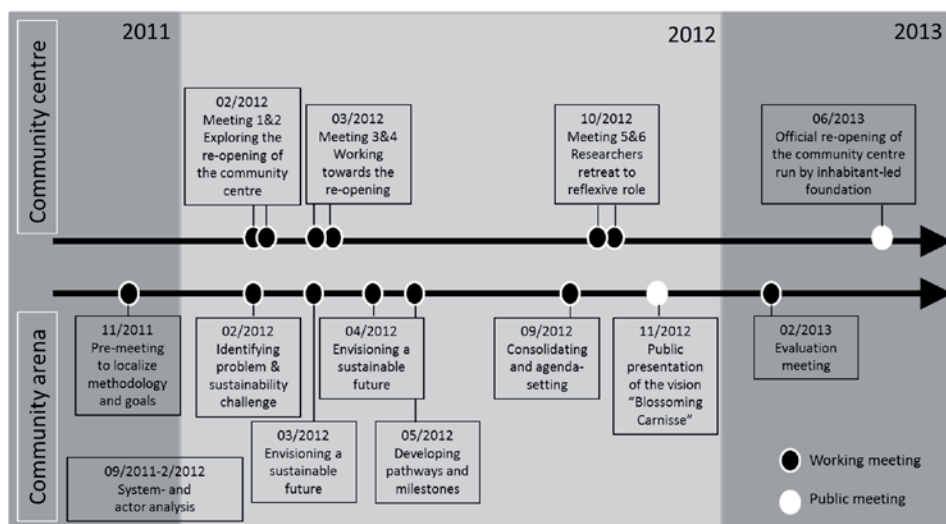 2011
2012
2013
Community centre
02/2012
Meeting 1&2
Exploring the
re-opening of
the community
centre
03/2012
Meeting 3&4
Working
towards the
re-opening
10/2012
Meeting 5&6
Researchers
retreat to
reflexive role
06/2013
Official re-opening of
the community centre
run by inhabitant-led
foundation
Community arena
11/2011
Pre-meeting
to localize
methodology
and goals
02/2012
Identifying
problem &
sustainability
challenge
04/2012
Envisioning a
sustainable
future
09/2012
Consolidating
and agenda-
setting
11/2012
Public
presentation
of the vision
"Blossoming
Carnisse"
02/2013
Evaluation
meeting
03/2012
Envisioning a
sustainable
future
05/2012
Developing
pathways and
milestones
09/2011-2/2012
System- and
actor analysis
Working meeting
Public meeting